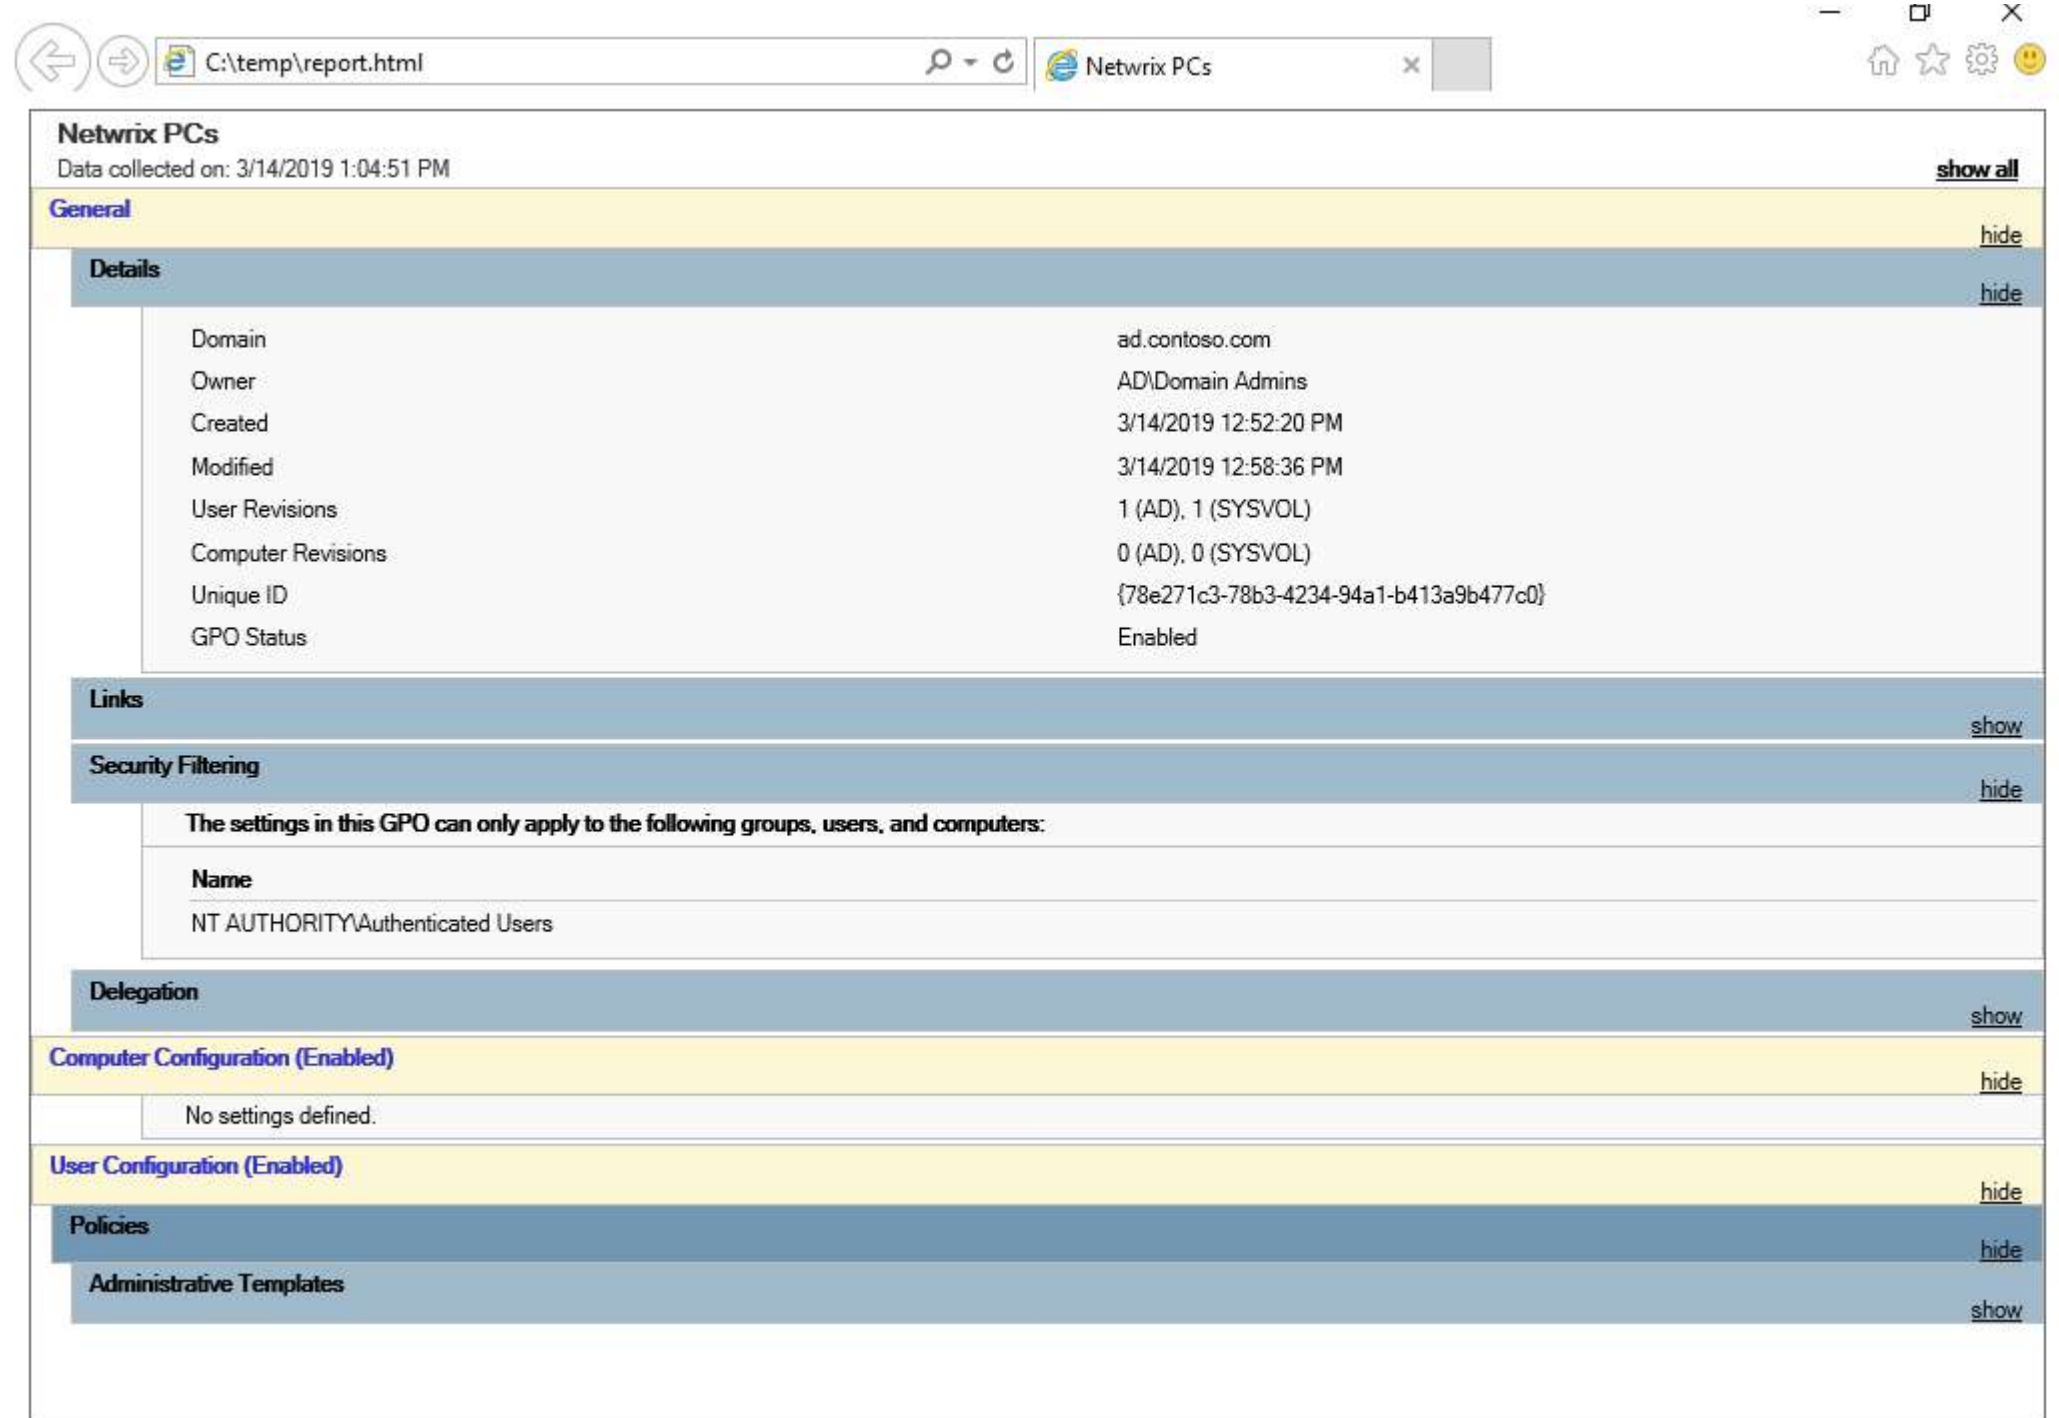 C:\temp\report.html
Netwrix PCs
Netwrix PCs
Data collected on: 3/14/2019 1:04:51 PM
show all
General
hide
Details
hide
Domain ad.contoso.com
Owner AD\Domain Admins
Created 3/14/2019 12:52:20 PM
Modified 3/14/2019 12:58:36 PM
User Revisions 1 (AD), 1 (SYSVOL)
Computer Revisions 0 (AD), 0 (SYSVOL)
Unique ID {78e271c3-78b3-4234-94a1-b413a9b477c0}
GPO Status Enabled
Links
show
Security Filtering
hide
The settings in this GPO can only apply to the following groups, users, and computers:
Name
NT AUTHORITY\Authenticated Users
Delegation
show
Computer Configuration (Enabled)
hide
No settings defined.
User Configuration (Enabled)
hide
Policies
hide
Administrative Templates
show